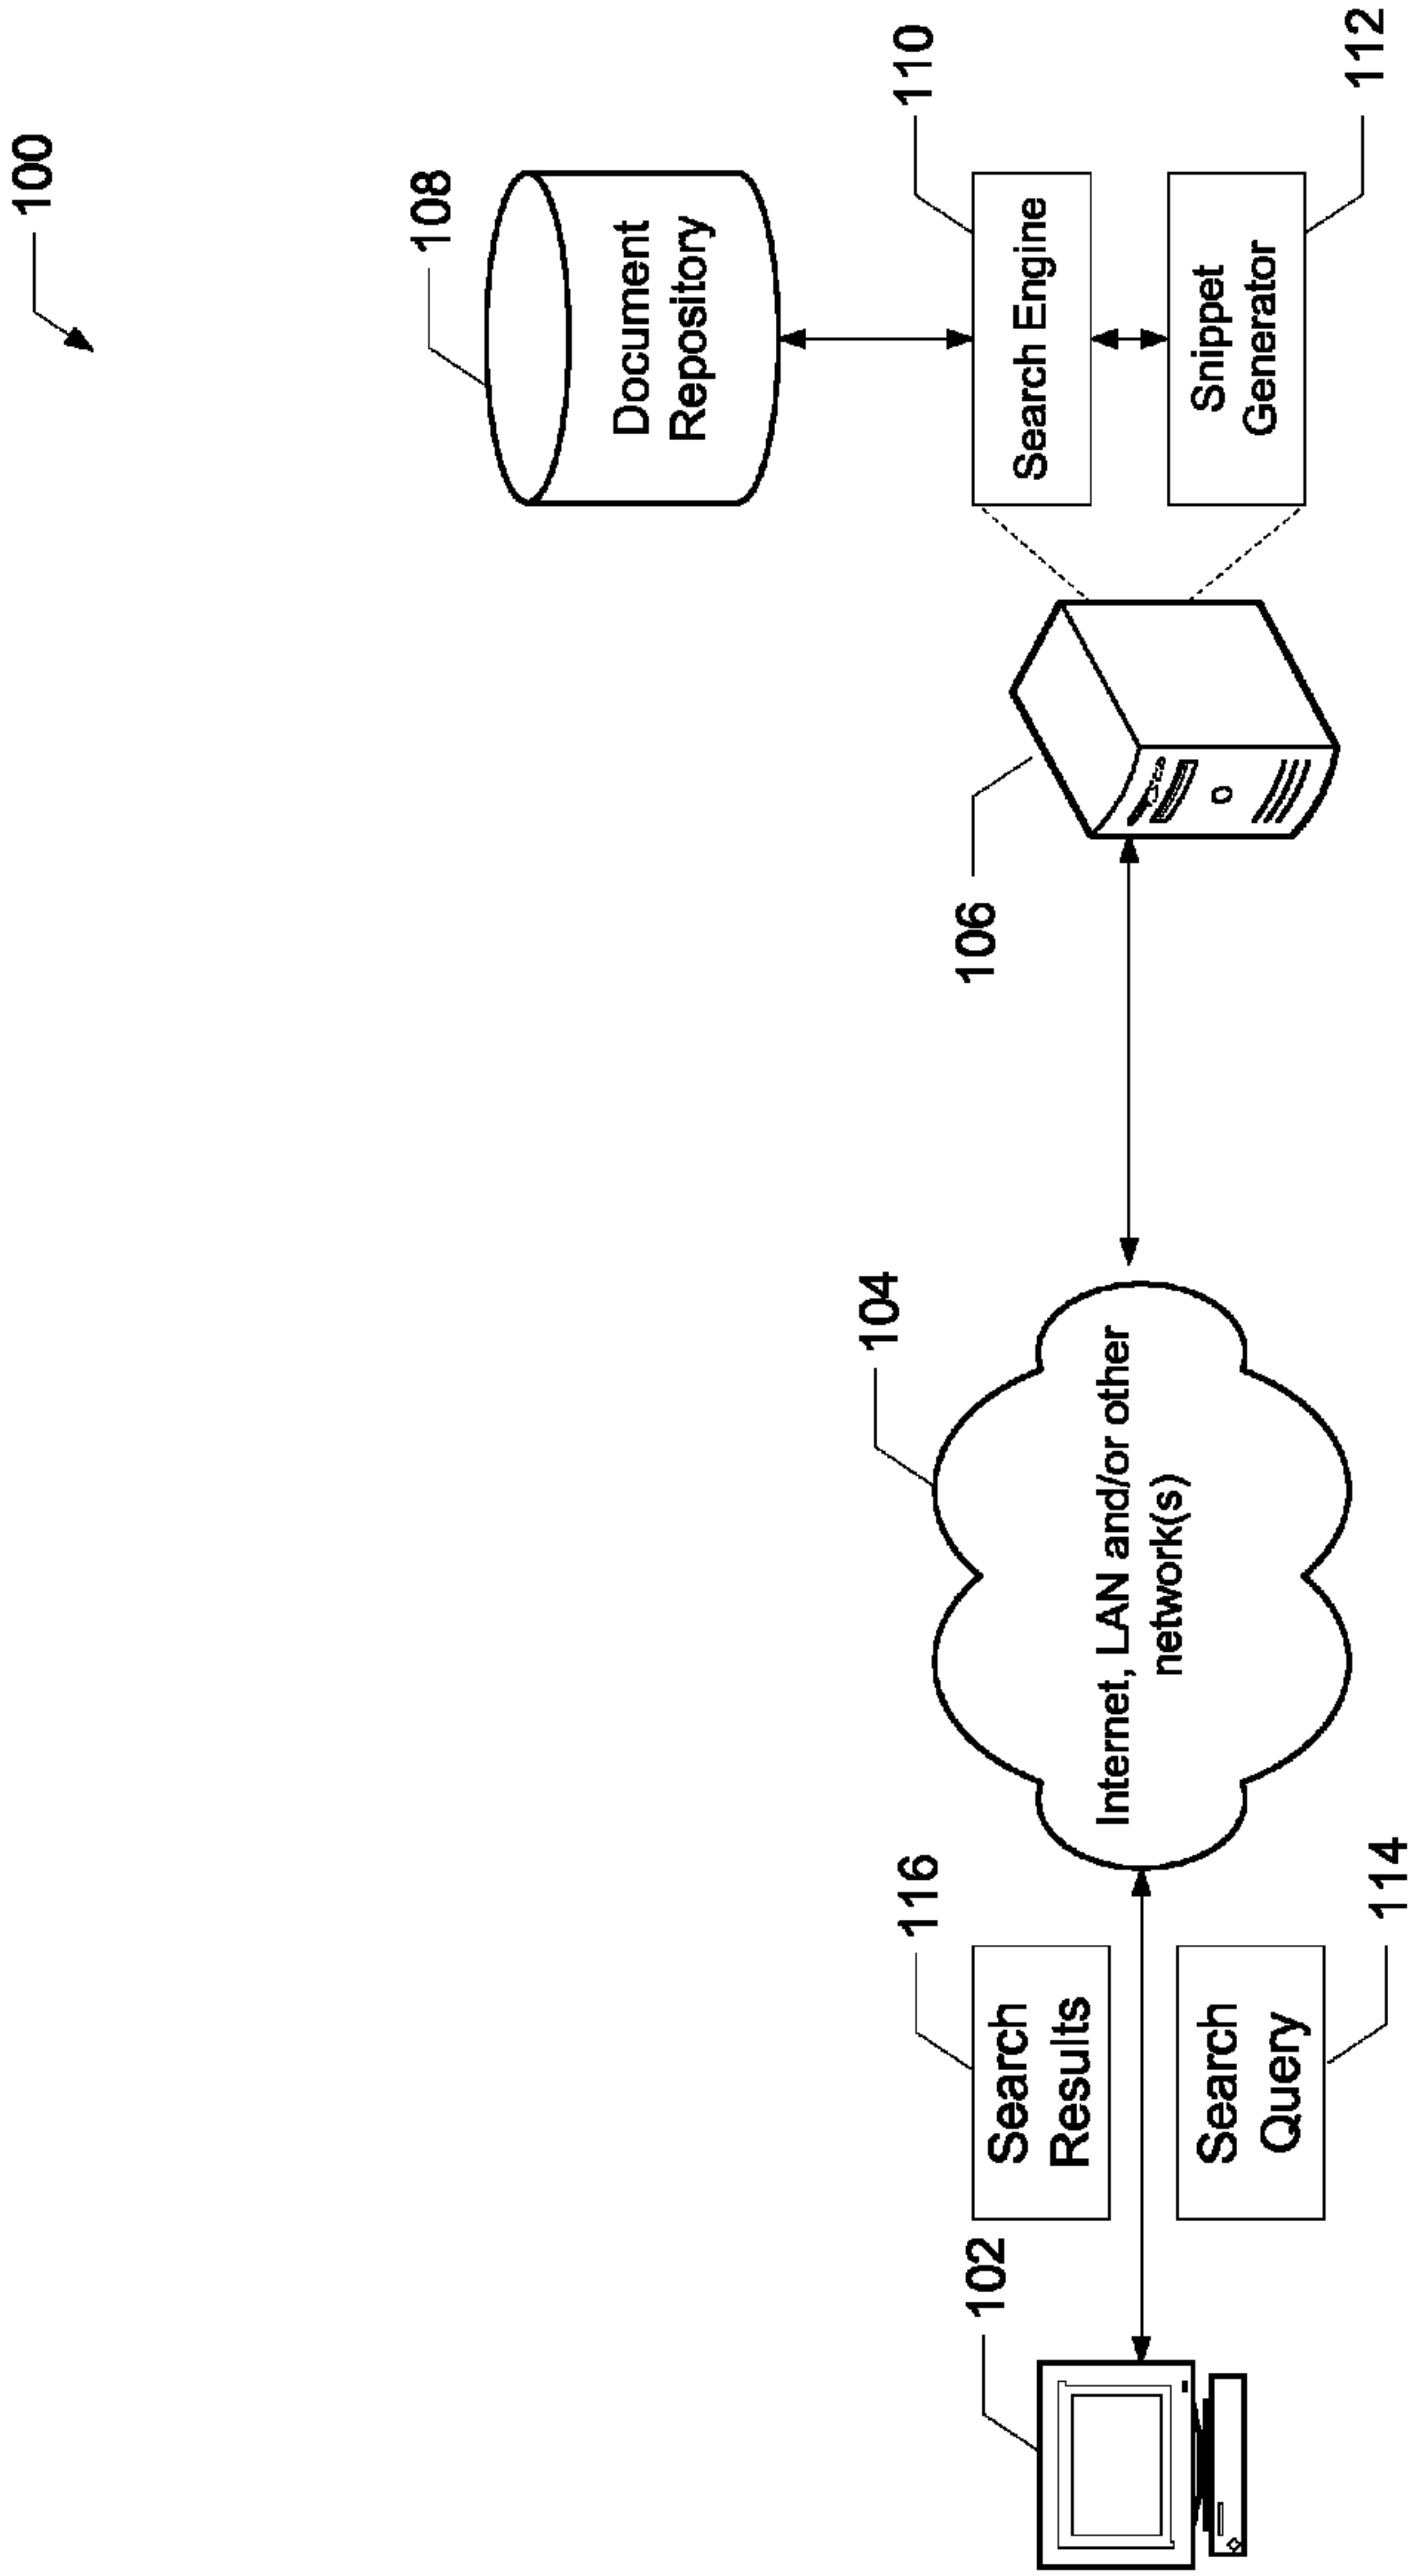 100
108
Document
Repository
110
Search Engine
Snippet
Generator
112
106
104
Internet, LAN and/or other
network(s)
116
Search
Results
Search
Query
114
102